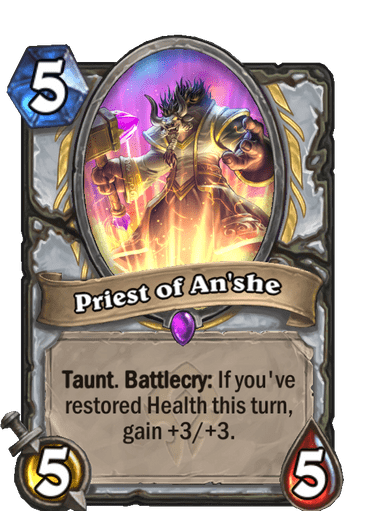 5
Priest of An'she
Taunt. Battlecry: If you've
restored Health this turn,
gain +3/+3.
5
5